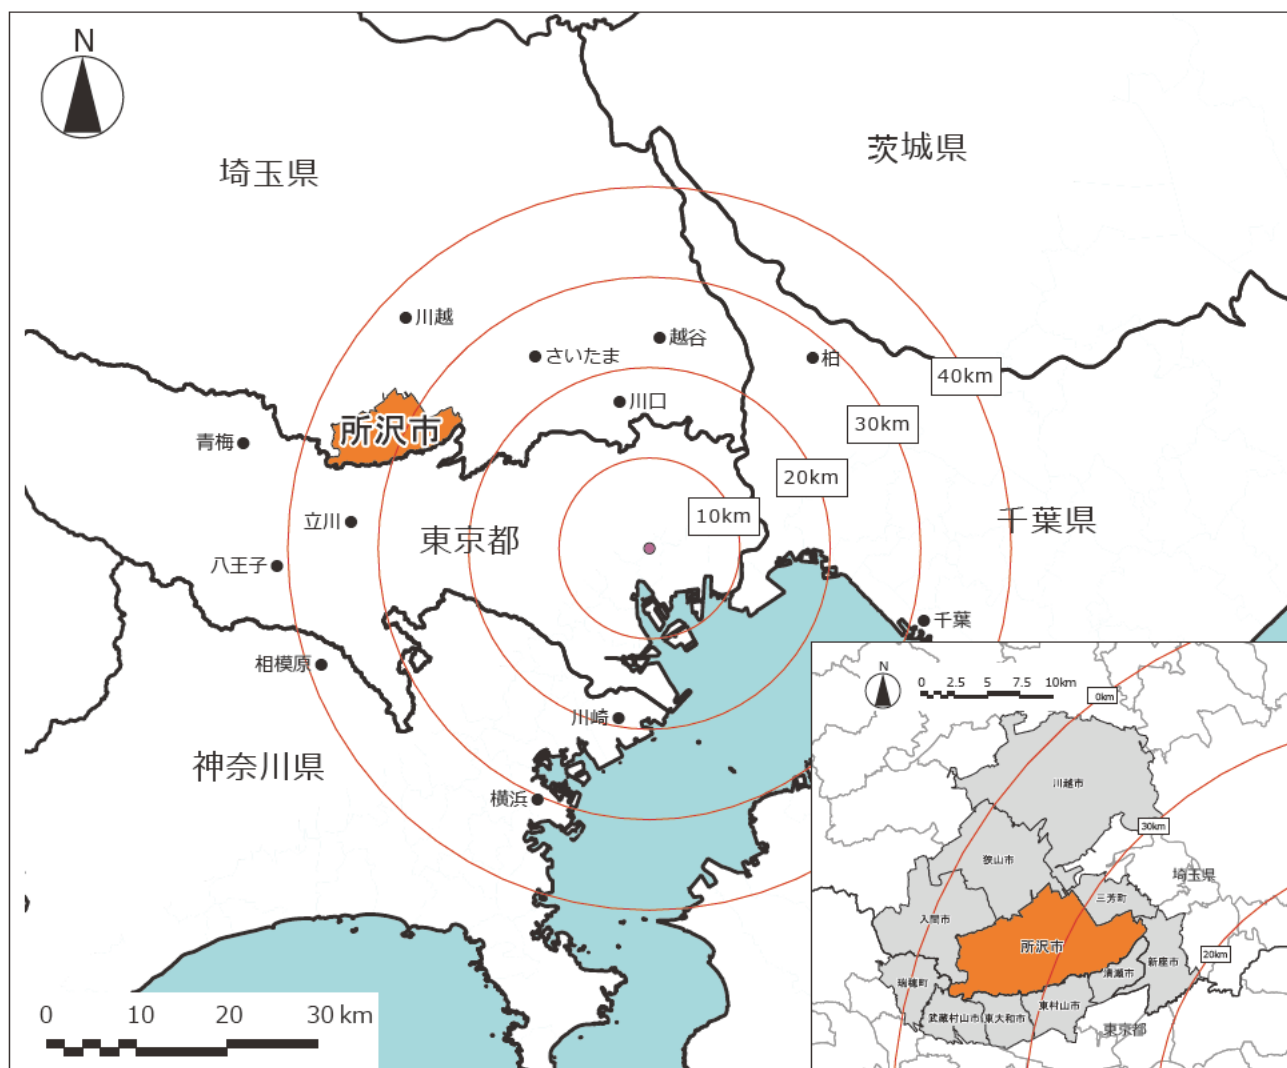 N
埼玉県
茨城県
川越
越谷
さいたま
柏
40km
川口
30km
所沢市
青梅
20km
10km
立川
東京都
千葉県
八王子
千葉
相模原
川崎
神奈川県
横浜
0 10 20 30 km
N
0 2.5 5 7.5 10km
0km
川越市
30km
狭山市
埼玉県
三芳町
入間市
所沢市
20km
新座市
清瀬市
瑞穂町
東村山市
武蔵村山市
東大和市
東京都